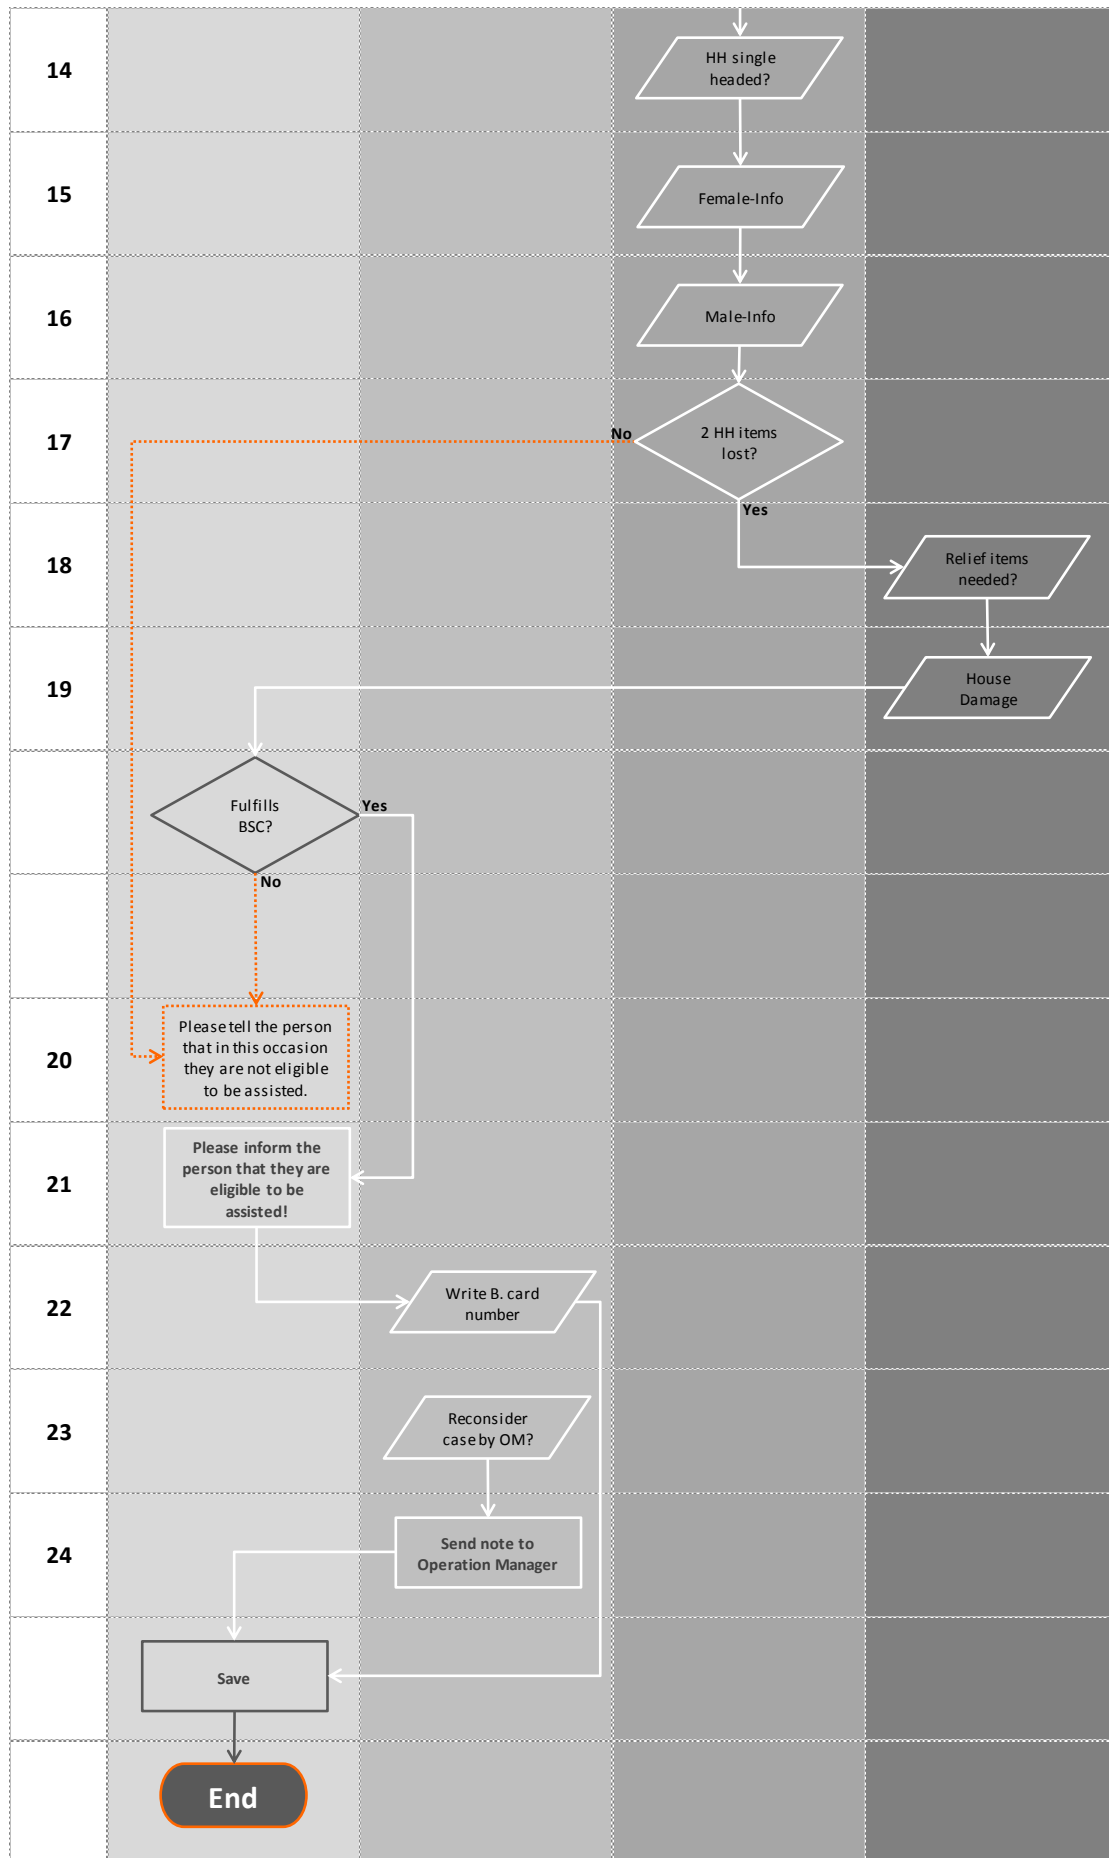 14
HH single
headed?
15
Female-Info
16
Male-Info
17
No
2 HH items
lost?
Yes
18
Relief items
needed?
19
House
Damage
Fulfills
BSC?
Yes
No
20
Please tell the person
that in this occasion
they are not eligible
to be assisted.
21
Please inform the
person that they are
eligible to be
assisted!
22
Write B. card
number
23
Reconsider
case by OM?
24
Send note to
Operation Manager
Save
End